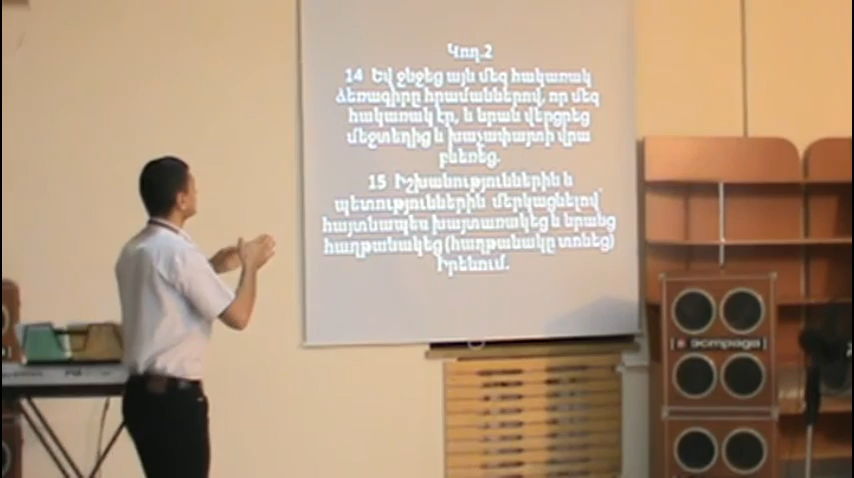 Կող.2
14 Եվ ջնջեց այն մեզ հակառակ
ձեռագիրը հրամաններով, որ մեզ
հակառակ էր, և նրան վերցրեց
մեջտեղից և խաչափայտի վրա
բևեռեց.
15 Իշխանություններին և
պետություններին մերկացնելով՝
հայտնապես խայտառակեց և նրանց
հաղթանակեց (հաղթանակը տոնեց)
Իրենում.
эстрада